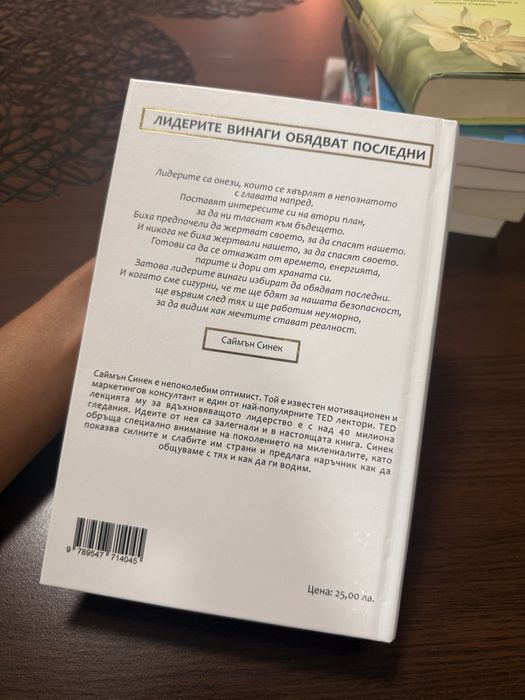 ЛИДЕРИТЕ ВИНАГИ ОБЯДВАТ ПОСЛЕДНИ
Лидерите са онези, които се хвърлят в непознатото
с главата напред.
Поставят интересите си на втори план,
за да ни тласнат към бъдещето.
Биха предпочели да жертват своето, за да спасят нашето.
И никога не биха жертвали нашето, за да спасят своето.
Готови са да се откажат от времето, енергията,
парите и дори от храната си.
Затова лидерите винаги избират да обядват последни.
И когато сме сигурни, че те ще бдят за нашата безопасност,
ще вървим след тях и ще работим неуморно,
за да видим как мечтите стават реалност.
Саймън Синек
Саймън Синек е непоколебим оптимист. Той е известен мотивационен и
маркетингов консултант и един от най-популярните TED лектори. TED
лекцията му за вдъхновяващото лидерство е с над 40 милиона
гледания. Идеите от нея са залегнали и в настоящата книга. Синек
обръща специално внимание на поколението на милениалите, като
показва силните и слабите им страни и предлага наръчник как да
общуваме с тях и как да ги водим.
9 789547 714045
Цена: 25,00 лв.